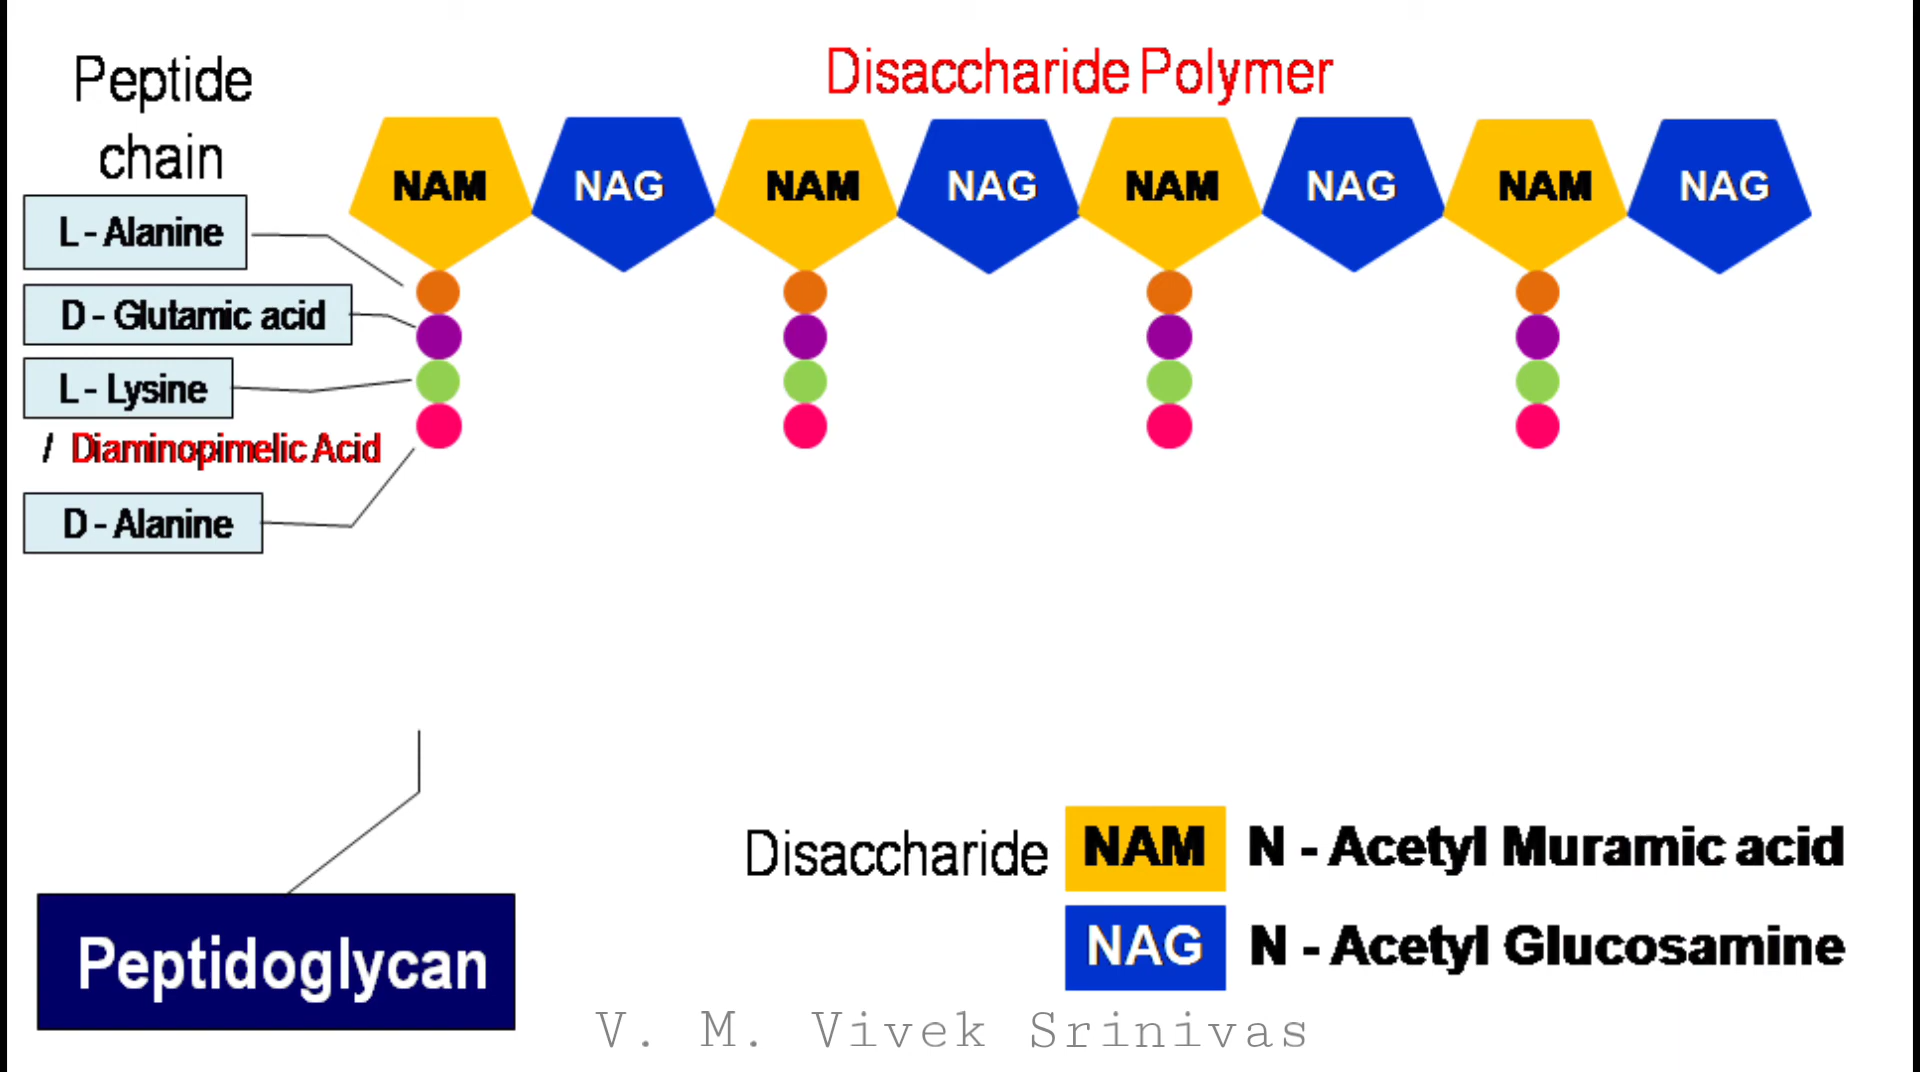 Peptide
chain
Disaccharide Polymer
NAM NAG NAM NAG NAM NAG NAM NAG
L - Alanine
D - Glutamic acid
L - Lysine
/ Diaminopimelic Acid
D - Alanine
Disaccharide NAM N - Acetyl Muramic acid
NAG N - Acetyl Glucosamine
Peptidoglycan
V. M. Vivek Srinivas